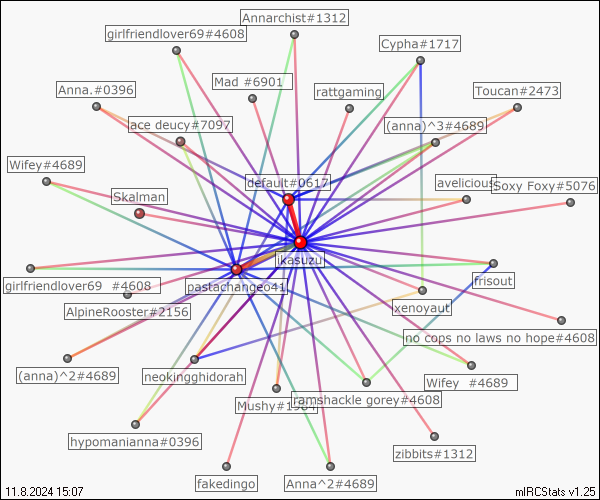 Annarchist#1312
girlfriendlover69#4608
Cypha#1717
Mad #6901
rattgaming
Toucan#2473
Anna.#0396
ace deucy#7097
(anna)^3#4689
Wifey#4689
default#0617
avelicious
Soxy Foxy#5076
Skalman
ikasuzu
girlfriendlover69 #4608
pastachangeo41
frisout
AlpineRooster#2156
xenoyaut
no cops no laws no hope#4608
(anna)^2#4689
neokingghidorah
Wifey #4689
Mushy#1984
ramshackle gorey#4608
hypomanianna#0396
zibbits#1312
fakedingo
Anna^2#4689
11.8.2024 15:07
mIRCStats v1.25